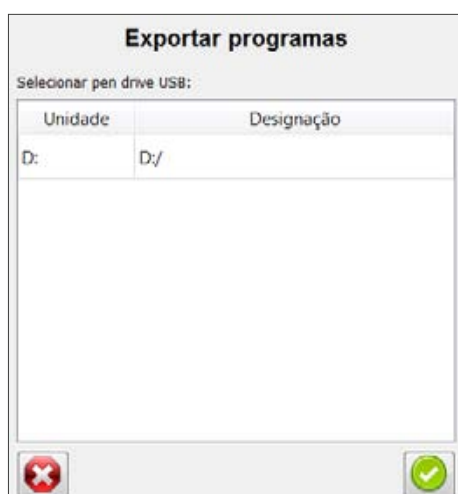 Exportar programas
Selecionar pen drive USB:
Unidade Designação
D: D:/